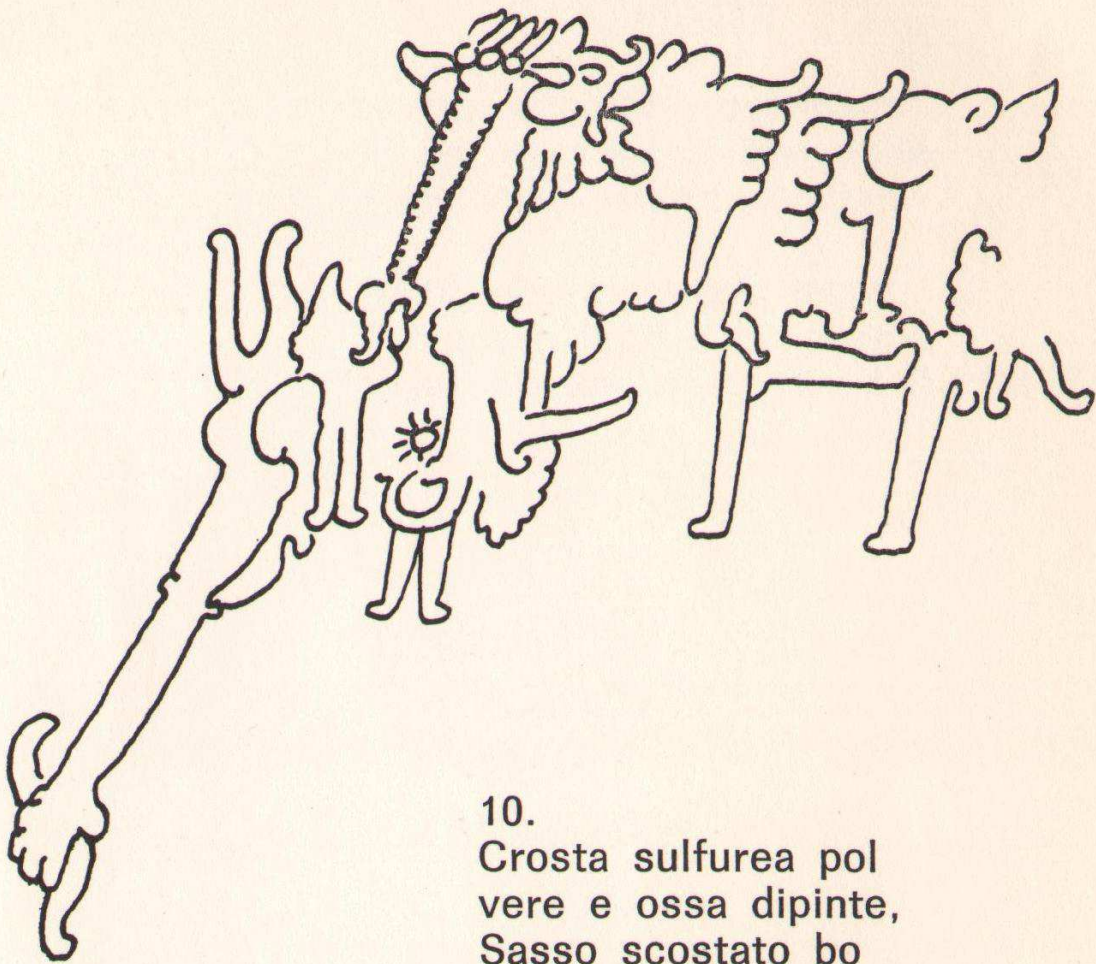 10.
Crosta sulfurea pol
vere e ossa dipinte,
Sasso scostato bo